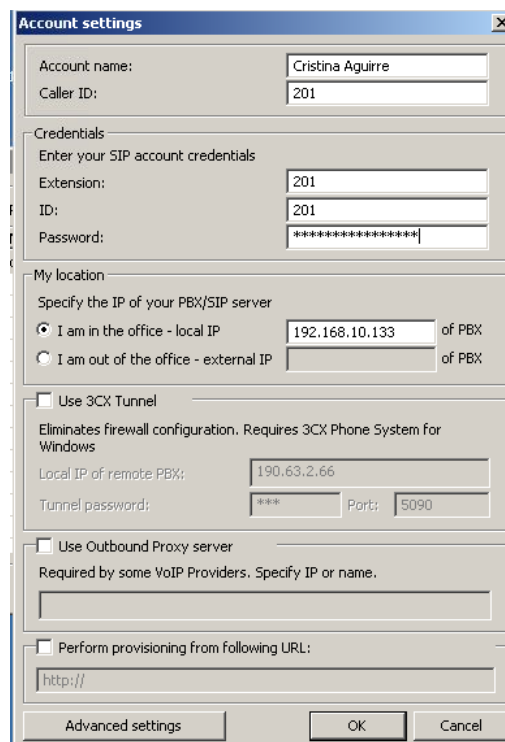 Account settings
Account name: Cristina Aguirre
Caller ID: 201
Credentials
Enter your SIP account credentials
Extension: 201
ID: 201
Password: ****************
My location
Specify the IP of your PBX/SIP server
I am in the office - local IP 192.168.10.133 of PBX
I am out of the office - external IP of PBX
Use 3CX Tunnel
Eliminates firewall configuration. Requires 3CX Phone System for
Windows
Local IP of remote PBX: 190.63.2.66
Tunnel password: *** Port: 5090
Use Outbound Proxy server
Required by some VoIP Providers. Specify IP or name.
Perform provisioning from following URL:
http://
Advanced settings OK Cancel